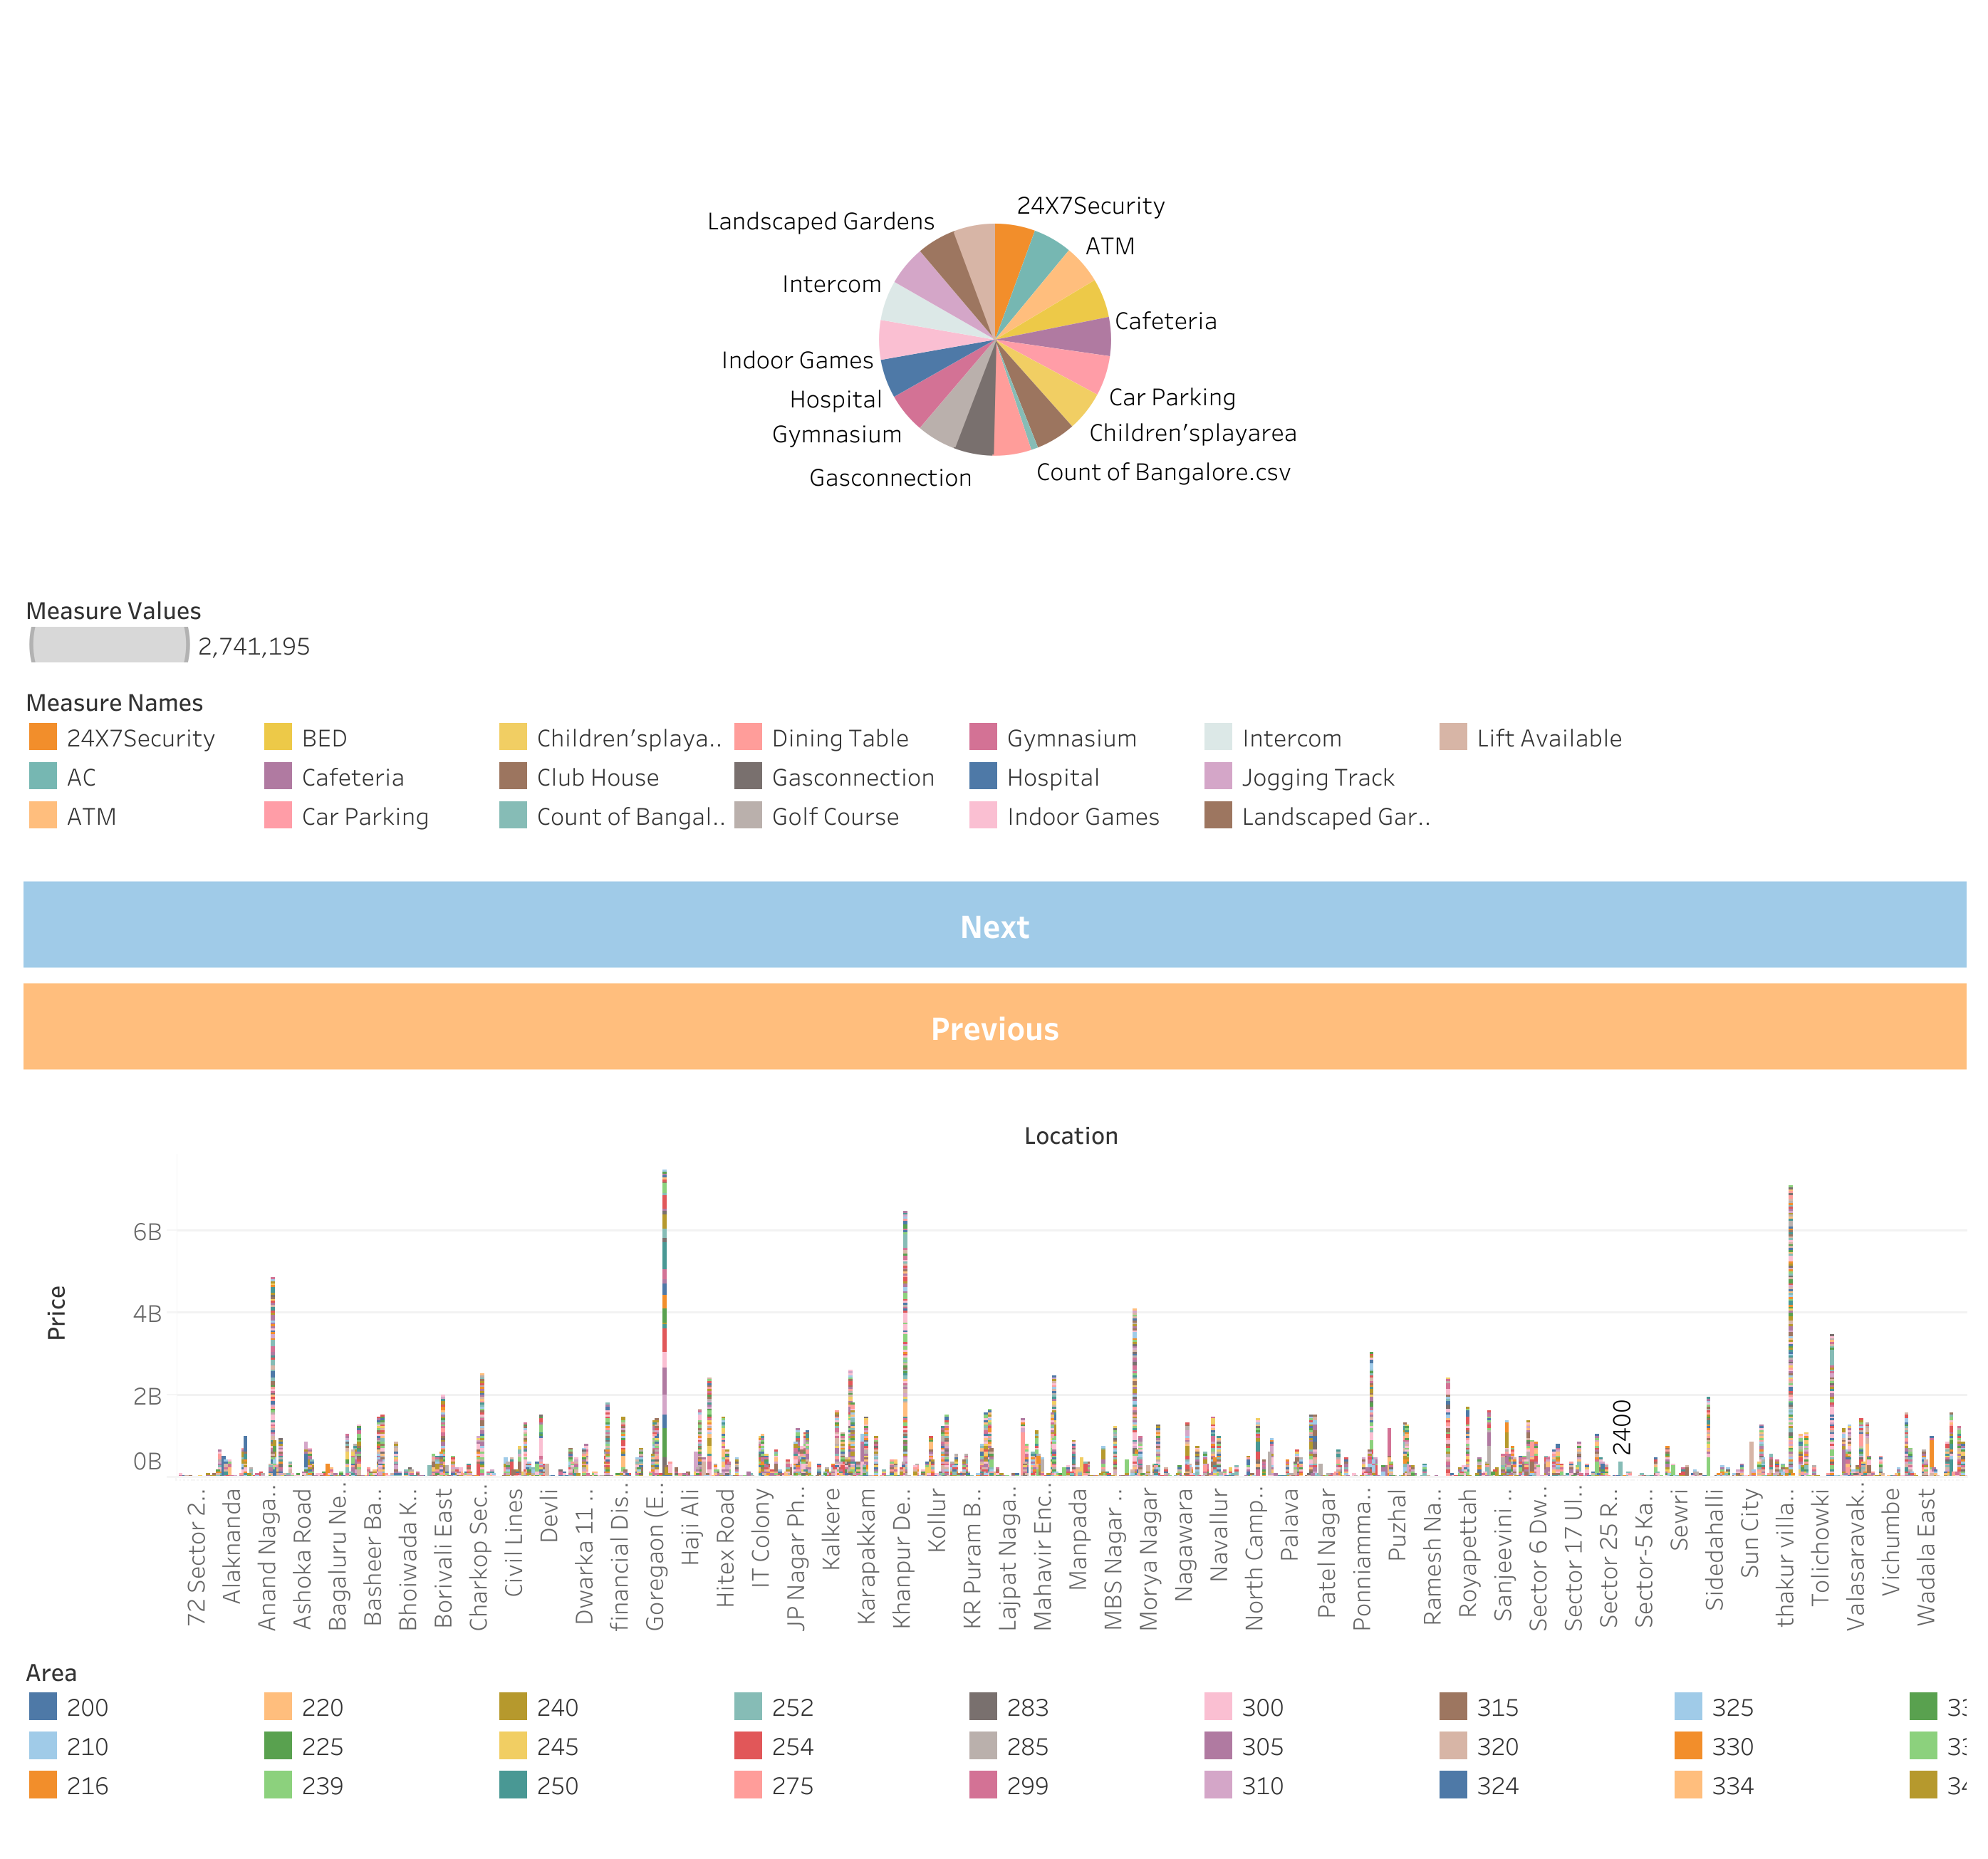 24X7Security
Landscaped Gardens
ATM
Intercom
Cafeteria
Indoor Games
Car Parking
Hospital
Children'splayarea
Gymnasium
Count of Bangalore.csv
Gasconnection
Measure Values
2,741,195
Measure Names
24X7Security BED Children'splaya.. Dining Table Gymnasium Intercom Lift Available
AC Cafeteria Club House Gasconnection Hospital Jogging Track
ATM Car Parking Count of Bangal.. Golf Course Indoor Games Landscaped Gar..
Next
Previous
Location
Price
6B
4B
2B
0B
2400
72 Sector 2..
Alaknanda
Anand Naga..
Ashoka Road
Bagaluru Ne..
Basheer Ba..
Bhoiwada K..
Borivali East
Charkop Sec..
Civil Lines
Devli
Dwarka 11 ..
financial Dis..
Goregaon (E..
Haji Ali
Hitex Road
IT Colony
JP Nagar Ph..
Kalkere
Karapakkam
Khanpur De..
Kollur
KR Puram B..
Lajpat Naga..
Mahavir Enc..
Manpada
MBS Nagar ..
Morya Nagar
Nagawara
Navallur
North Camp..
Palava
Patel Nagar
Ponniamma..
Puzhal
Ramesh Na..
Royapettah
Sanjeevini ..
Sector 6 Dw..
Sector 17 Ul..
Sector 25 R..
Sector-5 Ka..
Sewri
Sidedahalli
Sun City
thakur villa..
Tolichowki
Valasaravak..
Vichumbe
Wadala East
Area
200 220 240 252 283 300 315 325
210 225 245 254 285 305 320 330
216 239 250 275 299 310 324 334